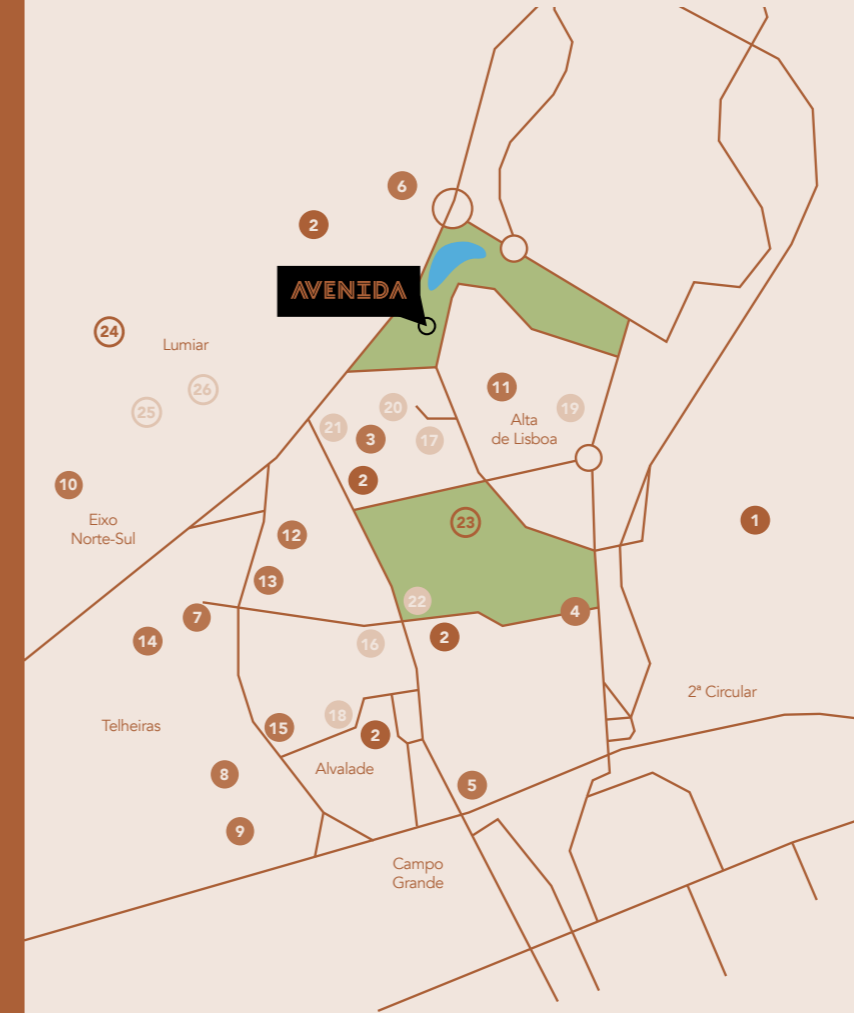 6
2
AVENIDA
24
Lumiar
26
25
20
21
3
17
11
19
Alta
de Lisboa
2
10
Eixo
Norte-Sul
23
1
12
13
22
4
7
14
16
2
2ª Circular
Telheiras
18
15
2
Alvalade
8
5
9
Campo
Grande